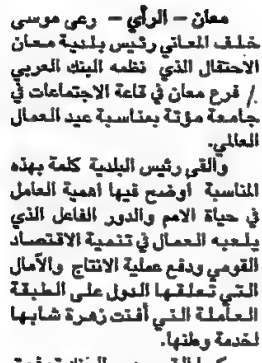 معان – الرأي – رعى موسى
خلف المعاني رئيس بلدية معان
الاحتفال الذي نظمه البنك العربي
/ فرع معان في قاعة الاجتماعات في
جامعة مؤتة بمناسبة عيد العمال
العالمي.
والقى رئيس البلدية كلمة بهذه
المناسبة أوضح فيها اهمية العامل
في حياة الامم والدور الفاعل الذي
يلعبه العمال في تنمية الاقتصاد
القومي ودفع عملية الانتاج والآمال
التي تعلقها الدول على الطبقة
العاملة التي أفنت زهرة شبابها
لخدمة وطنها.